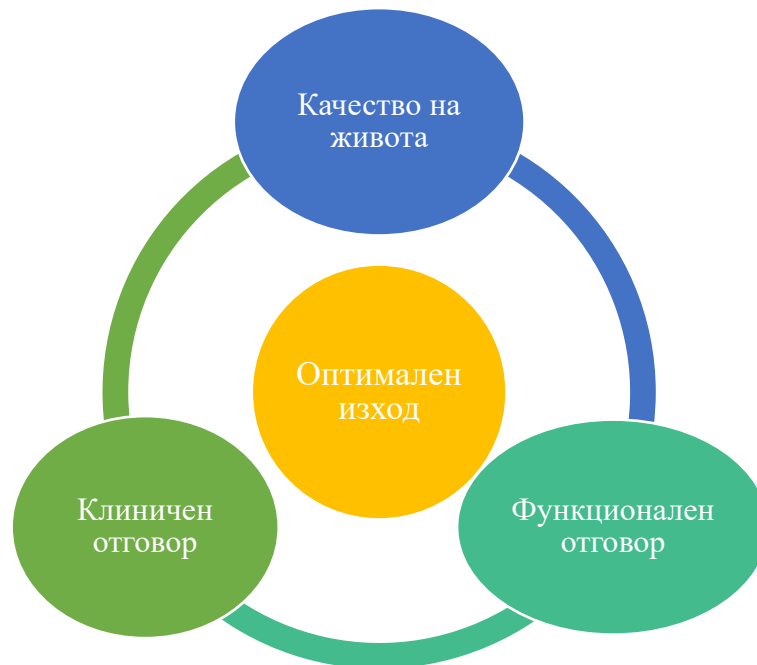 Качество на
живота
Оптимален
изход
Клиничен
отговор
Функционален
отговор